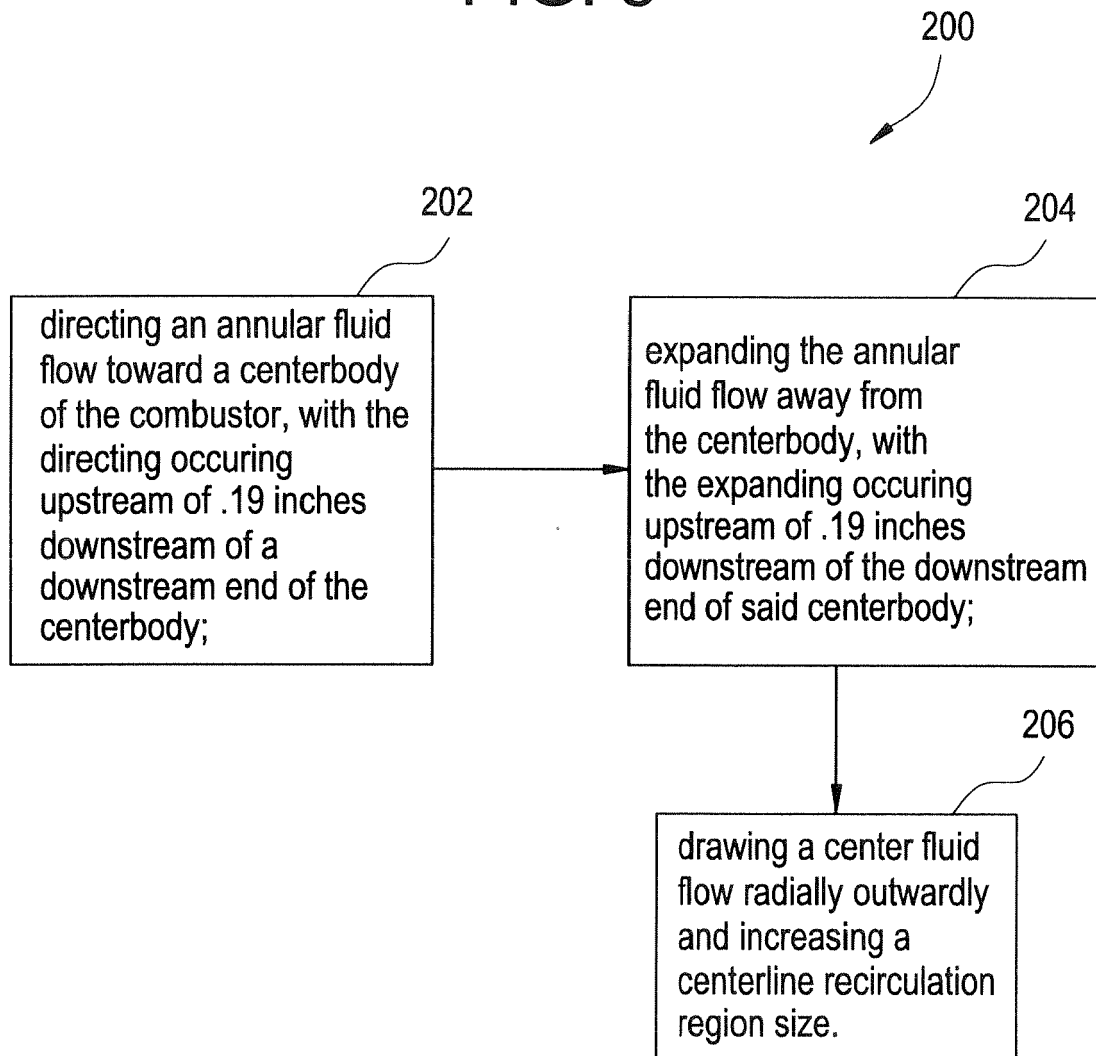 200
202
directing an annular fluid
flow toward a centerbody
of the combustor, with the
directing occuring
upstream of .19 inches
downstream of a
downstream end of the
centerbody;
204
expanding the annular
fluid flow away from
the centerbody, with
the expanding occuring
upstream of .19 inches
downstream of the downstream
end of said centerbody;
206
drawing a center fluid
flow radially outwardly
and increasing a
centerline recirculation
region size.